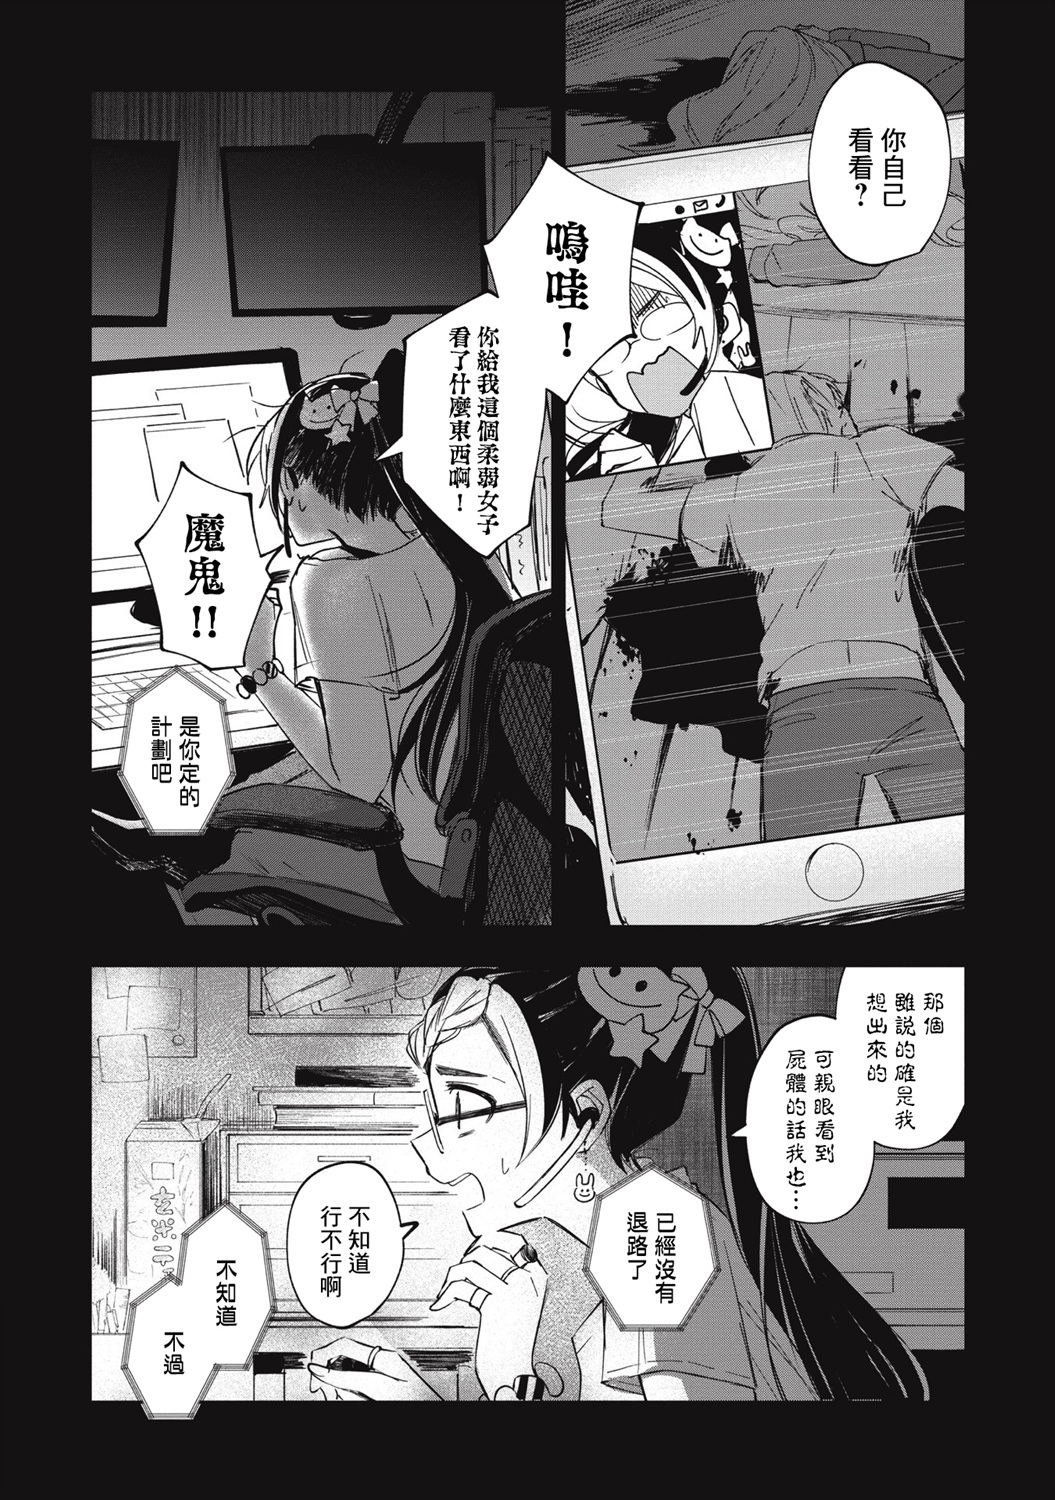 你自己
看看？
嗚哇！
你給我這個柔弱女子
看了什麼東西啊！
魔鬼!!
是你定的
計劃吧
那個
雖說的確是我
想出來的
可親眼看到
屍體的話我也…
已經沒有
退路了
不知道
行不行啊
不知道
不過
玄米